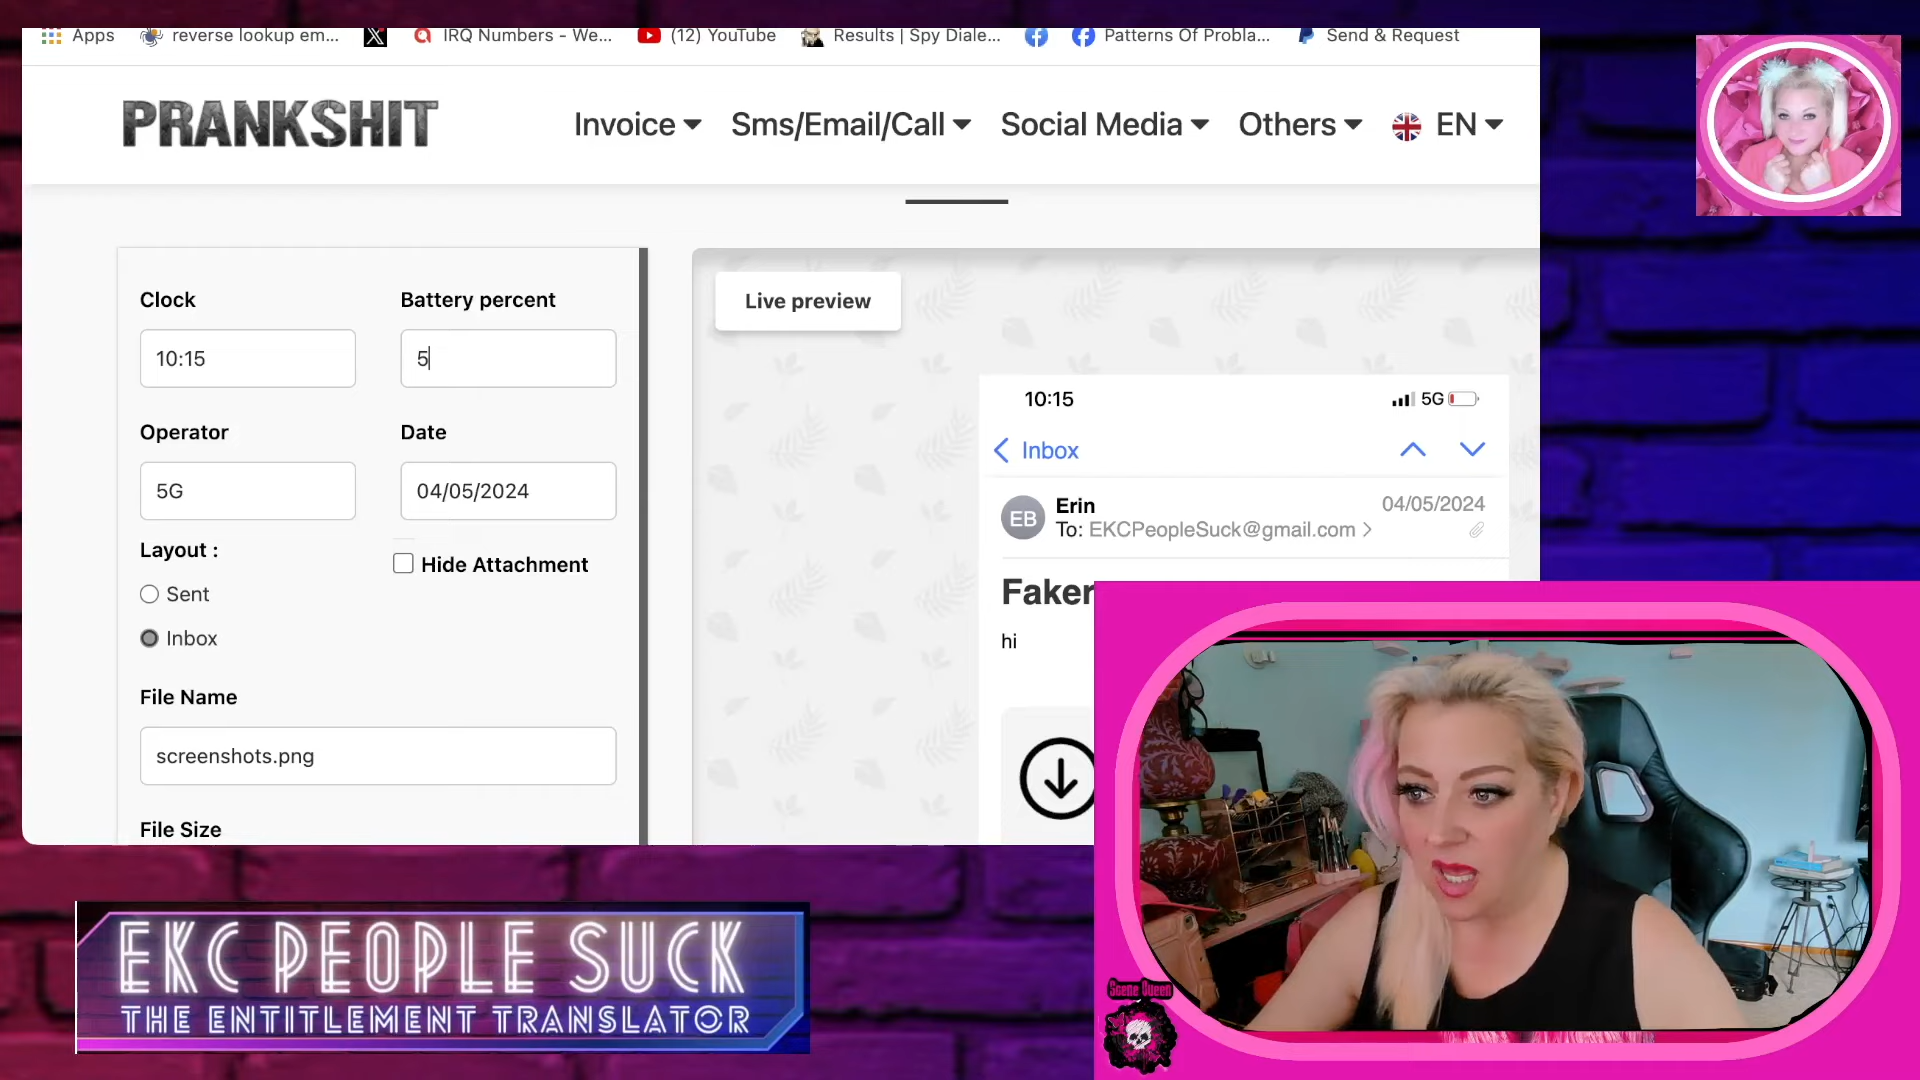 Apps
reverse lookup em...
IRQ Numbers - We...
(12) YouTube
Results | Spy Diale...
Patterns Of Probla...
Send & Request
PRANKSHIT
Invoice
Sms/Email/Call
Social Media
Others
EN
Clock
Battery percent
10:15
5
Operator
Date
5G
04/05/2024
Layout :
Hide Attachment
Sent
Inbox
File Name
screenshots.png
File Size
Live preview
10:15
5G
Inbox
EB
Erin
04/05/2024
To: EKCPeopleSuck@gmail.com
Faker
hi
EKC PEOPLE SUCK
THE ENTITLEMENT TRANSLATOR
Scene Queen